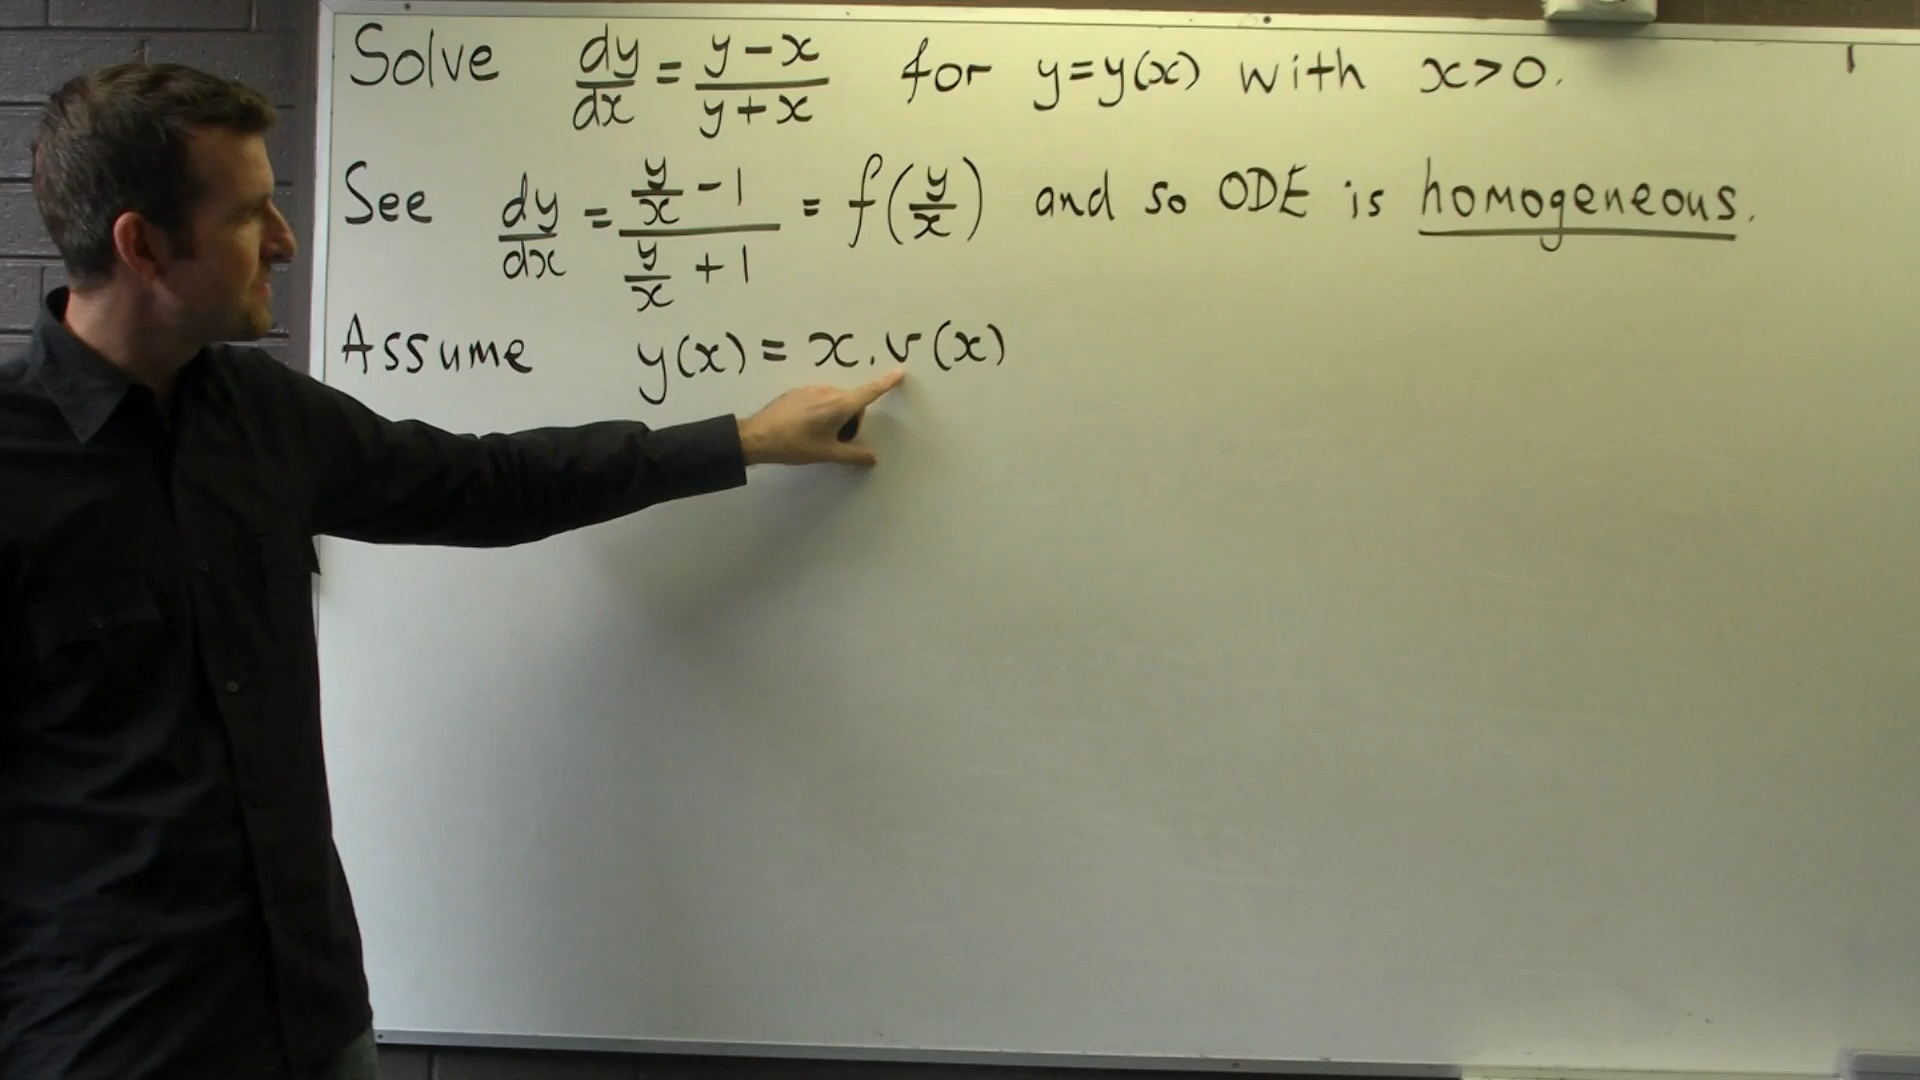 Solve dy/dx = (y-x)/(y+x) for y=y(x) with x>0.
See dy/dx = (y/x - 1)/(y/x + 1) = f(y/x) and so ODE is homogeneous.
Assume y(x) = x.v(x)